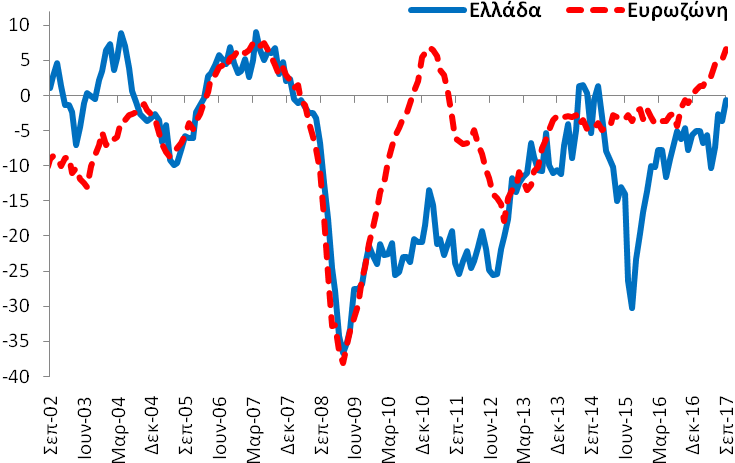 Ελλάδα Ευρωζώνη
10
5
0
-5
-10
-15
-20
-25
-30
-35
-40
Σεπ-02
Ιουν-03
Μαρ-04
Δεκ-04
Σεπ-05
Ιουν-06
Μαρ-07
Δεκ-07
Σεπ-08
Ιουν-09
Μαρ-10
Δεκ-10
Σεπ-11
Ιουν-12
Μαρ-13
Δεκ-13
Σεπ-14
Ιουν-15
Μαρ-16
Δεκ-16
Σεπ-17